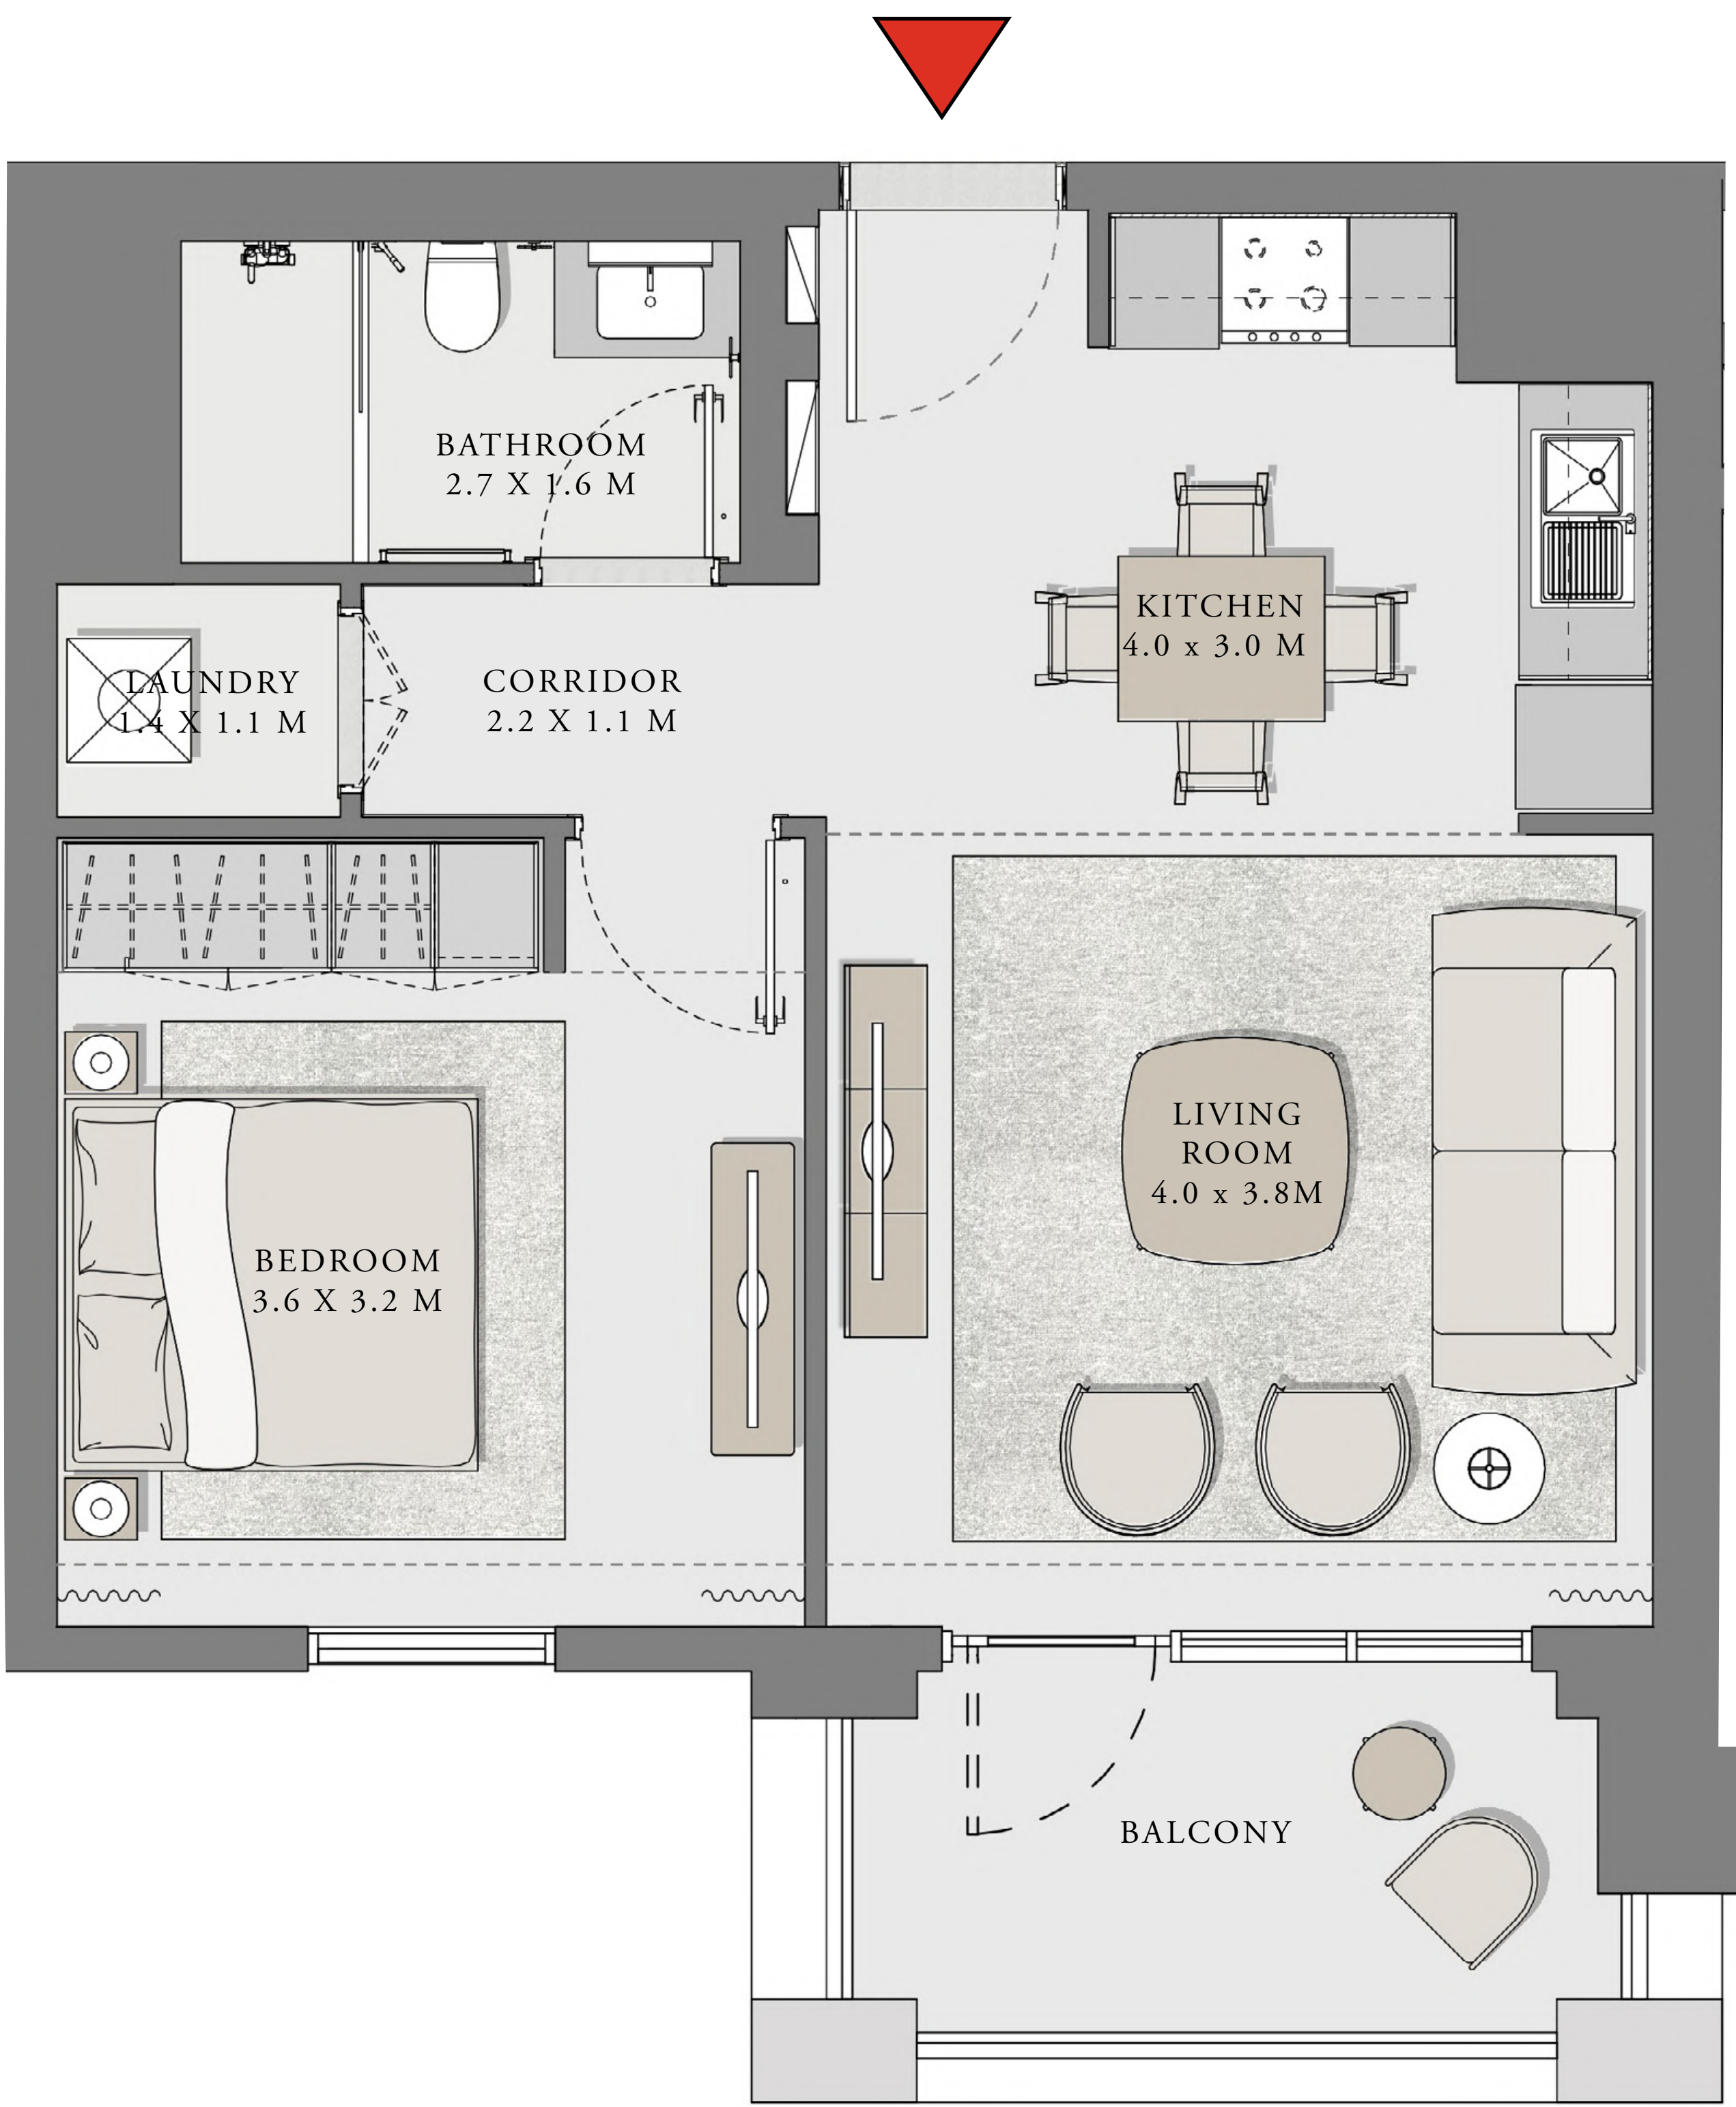 BATHROOM
2.7 X 1.6 M
KITCHEN
4.0 x 3.0 M
LAUNDRY
1.4 X 1.1 M
CORRIDOR
2.2 X 1.1 M
LIVING
ROOM
4.0 x 3.8M
BEDROOM
3.6 X 3.2 M
BALCONY